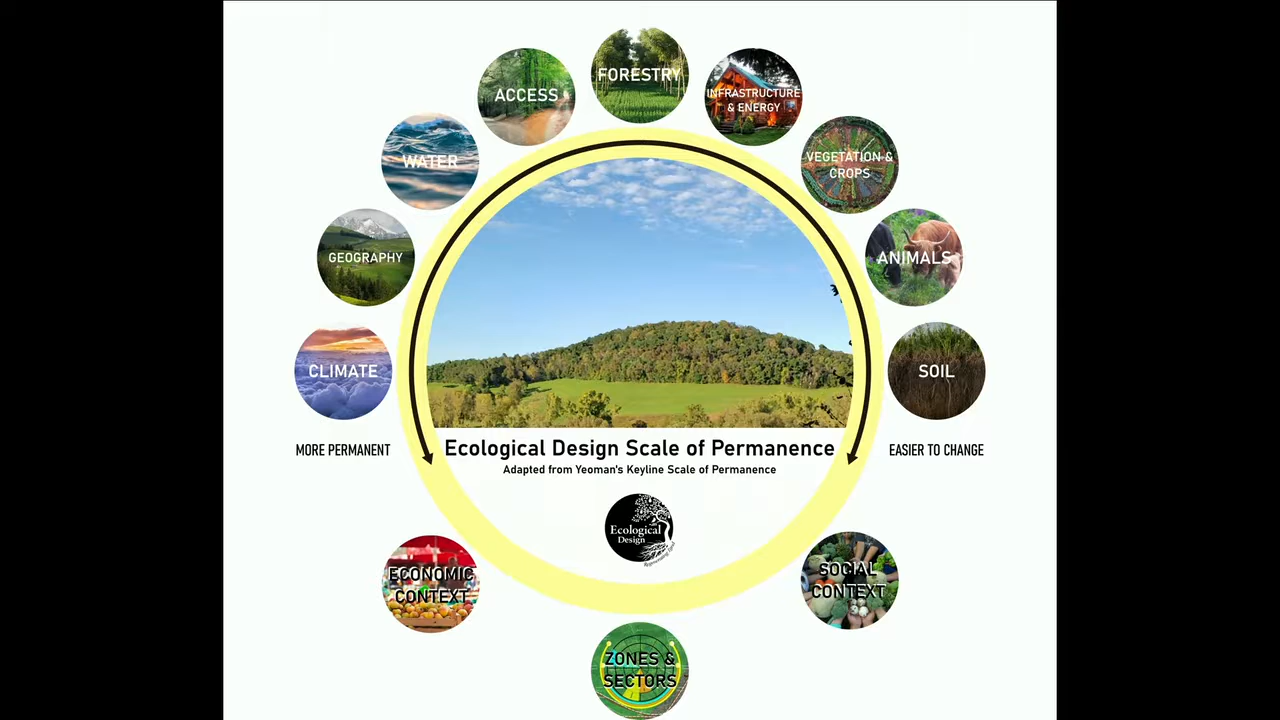 FORESTRY
ACCESS
INFRASTRUCTURE
& ENERGY
WATER
VEGETATION &
CROPS
GEOGRAPHY
ANIMALS
CLIMATE
SOIL
MORE PERMANENT
EASIER TO CHANGE
Ecological Design Scale of Permanence
Adapted from Yeoman's Keyline Scale of Permanence
Ecological
Design
ECONOMIC
CONTEXT
SOCIAL
CONTEXT
ZONES &
SECTORS